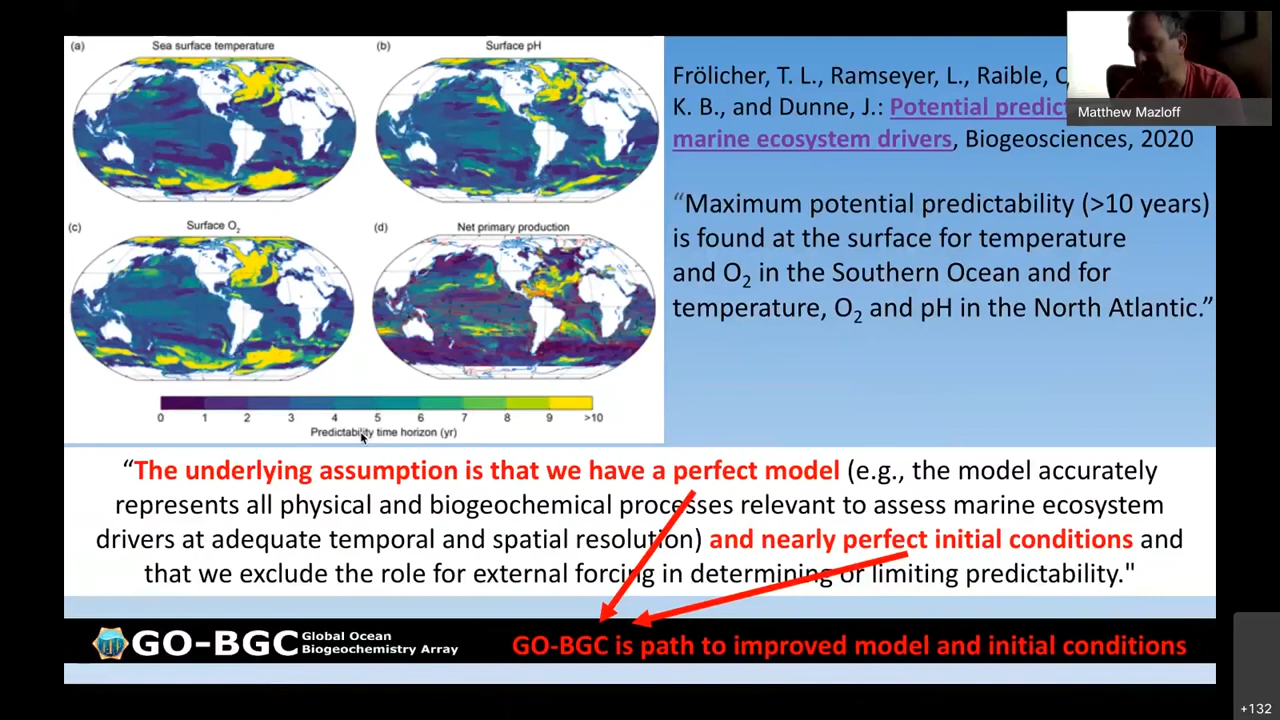 (a) Sea surface temperature
(b) Surface pH
(c) Surface O2
(d) Net primary production
0 1 2 3 4 5 6 7 8 9 >10
Predictability time horizon (yr)
Frölicher, T. L., Ramseyer, L., Raible, C
K. B., and Dunne, J.: Potential
marine ecosystem drivers, Biogeosciences, 2020
“Maximum potential predictability (>10 years)
is found at the surface for temperature
and O2 in the Southern Ocean and for
temperature, O2 and pH in the North Atlantic.”
Matthew Mazloff
“The underlying assumption is that we have a perfect model (e.g., the model accurately
represents all physical and biogeochemical processes relevant to assess marine ecosystem
drivers at adequate temporal and spatial resolution) and nearly perfect initial conditions and
that we exclude the role for external forcing in determining or limiting predictability."
GO-BGC Global Ocean
Biogeochemistry Array
GO-BGC is path to improved model and initial conditions
+132